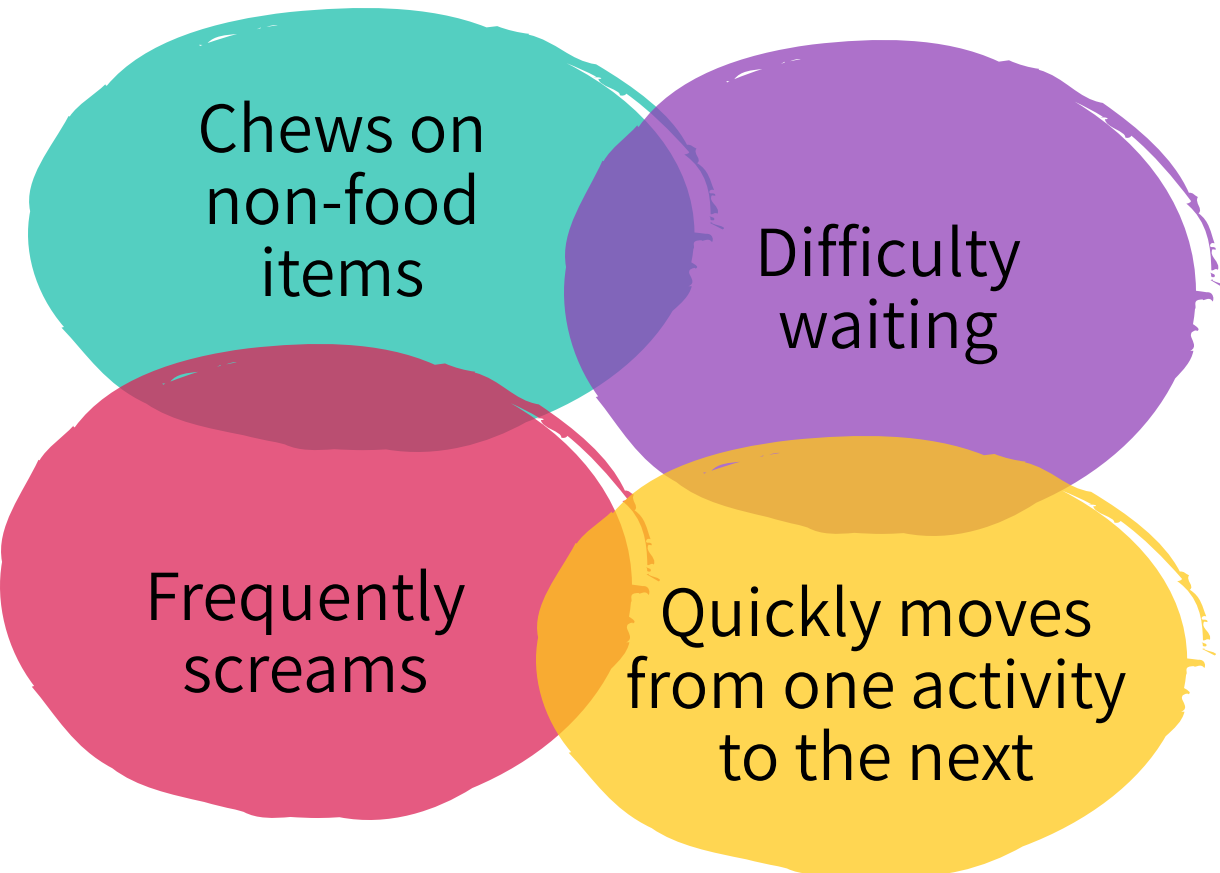 Chews on
non-food
items
Difficulty
waiting
Frequently
screams
Quickly moves
from one activity
to the next